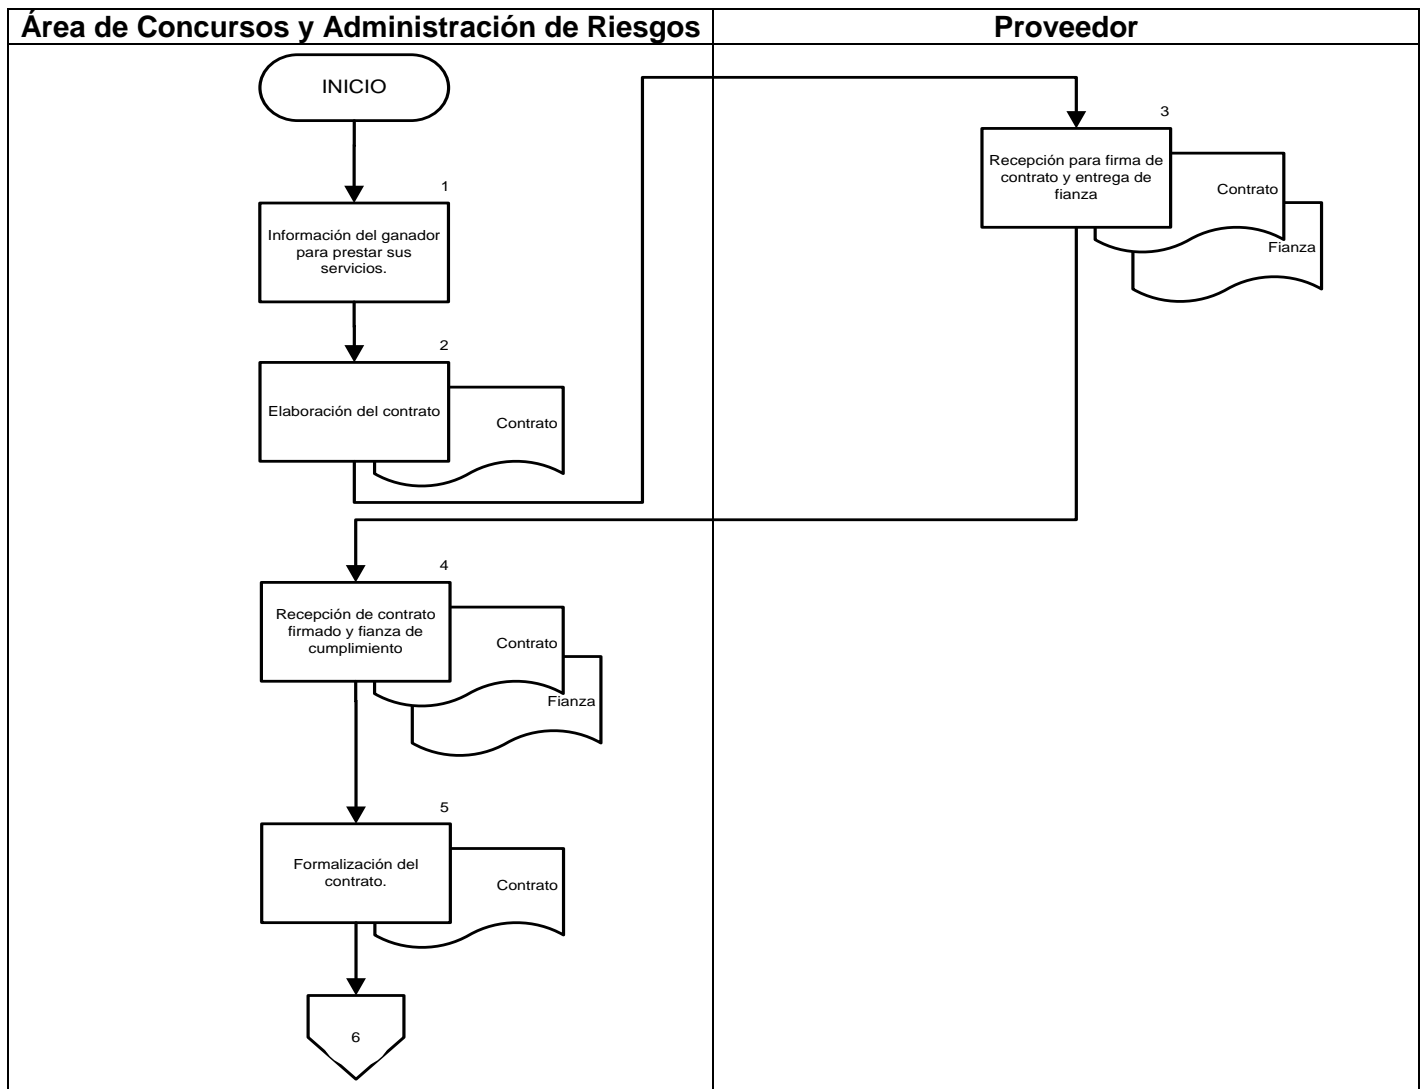 Área de Concursos y Administración de Riesgos
Proveedor
INICIO
1
Información del ganador
para prestar sus
servicios.
2
Elaboración del contrato
Contrato
3
Recepción para firma de
contrato y entrega de
fianza
Contrato
Fianza
4
Recepción de contrato
firmado y fianza de
cumplimiento
Contrato
Fianza
5
Formalización del
contrato.
Contrato
6